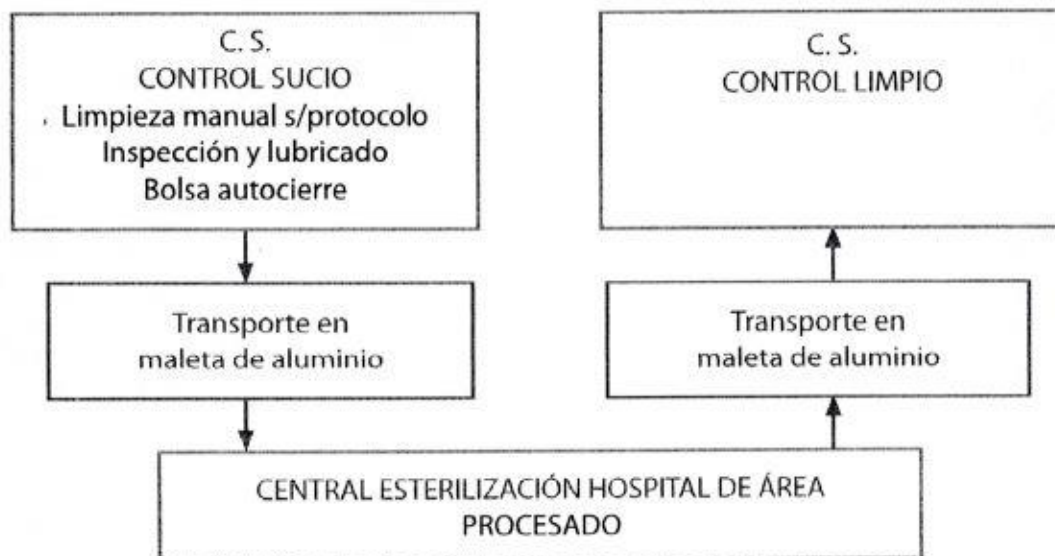 C. S.
CONTROL SUCIO
Limpieza manual s/protocolo
Inspección y lubricado
Bolsa autocierre
Transporte en
maleta de aluminio
CENTRAL ESTERILIZACIÓN HOSPITAL DE ÁREA
PROCESADO
Transporte en
maleta de aluminio
C. S.
CONTROL LIMPIO